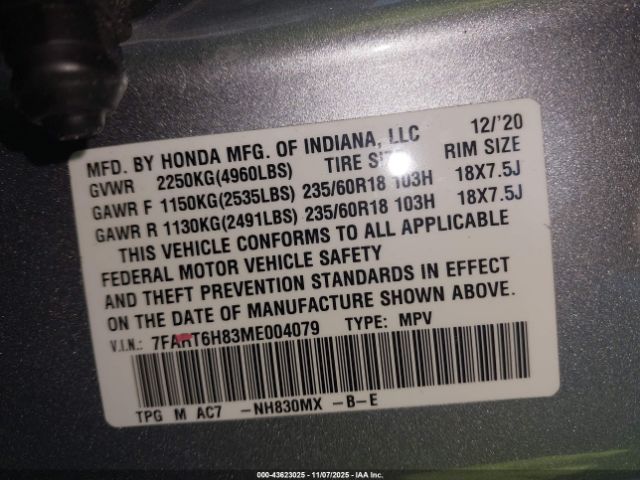 MFD. BY HONDA MFG. OF INDIANA, LLC 12/'20
GVWR 2250KG(4960LBS) TIRE SIZE RIM SIZE
GAWR F 1150KG(2535LBS) 235/60R18 103H 18X7.5J
GAWR R 1130KG(2491LBS) 235/60R18 103H 18X7.5J
THIS VEHICLE CONFORMS TO ALL APPLICABLE
FEDERAL MOTOR VEHICLE SAFETY
AND THEFT PREVENTION STANDARDS IN EFFECT
ON THE DATE OF MANUFACTURE SHOWN ABOVE.
V.I.N.: 7FART6H83ME004079 TYPE: MPV
TPG M AC7 -NH830MX -B-E
000-43623025 - 11/07/2025 - IAA Inc.